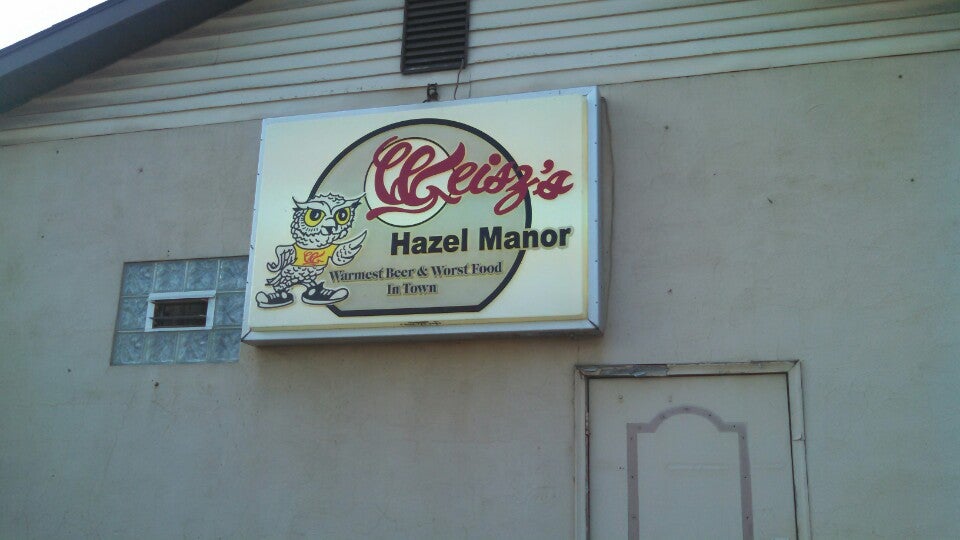 Weisz's
Hazel Manor
Warmest Beer & Worst Food
In Town